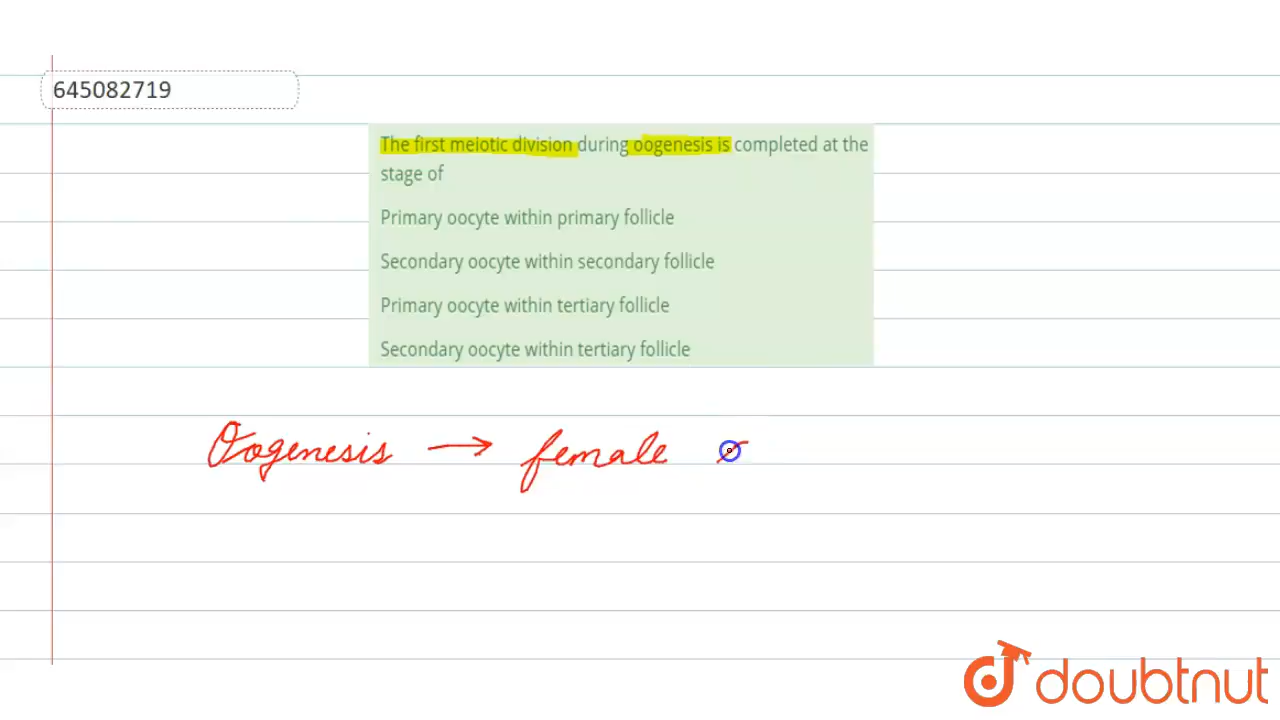 645082719
The first meiotic division during oogenesis is completed at the
stage of
Primary oocyte within primary follicle
Secondary oocyte within secondary follicle
Primary oocyte within tertiary follicle
Secondary oocyte within tertiary follicle
Oogenesis → female
doubtnut